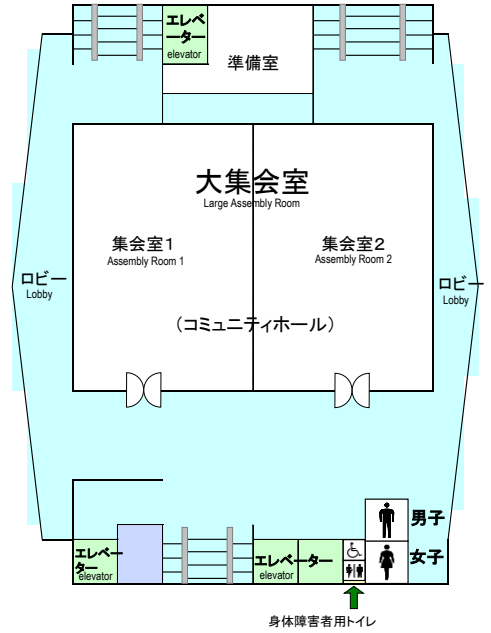 エレベ
ーター
elevator
準備室
大集会室
Large Assembly Room
集会室1
Assembly Room 1
集会室2
Assembly Room 2
ロビー
Lobby
ロビー
Lobby
（コミュニティホール）
男子
女子
エレベー
ター
elevator
エレベーター
elevator
身体障害者用トイレ